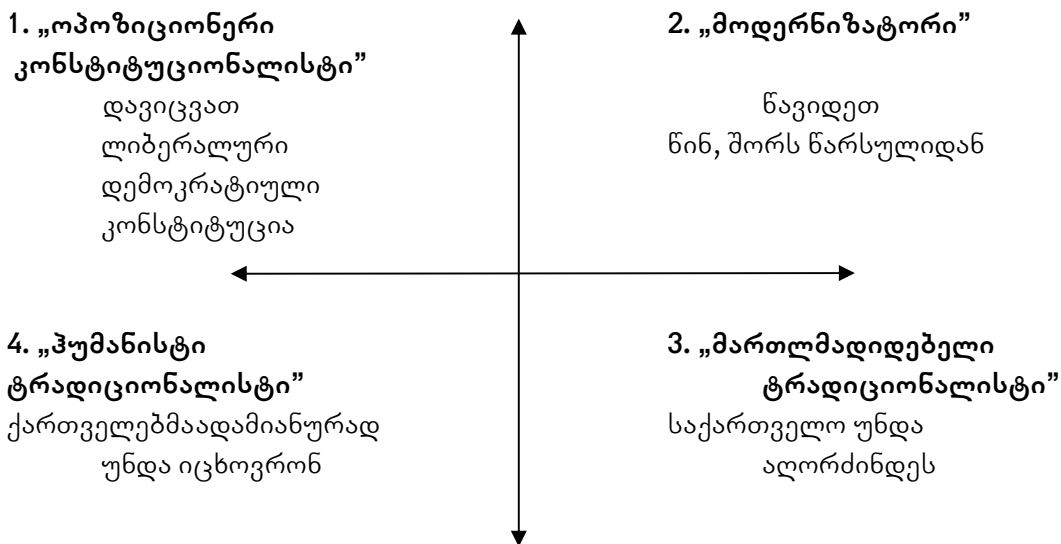 1. „ოპოზიციონერი
კონსტიტუციონალისტი”
დავიცვათ
ლიბერალური
დემოკრატიული
კონსტიტუცია
2. „მოდერნიზატორი”
წავიდეთ
წინ, შორს წარსულიდან
4. „ჰუმანისტი
ტრადიციონალისტი”
ქართველებმაადამიანურად
უნდა იცხოვრონ
3. „მართლმადიდებელი
ტრადიციონალისტი”
საქართველო უნდა
აღორძინდეს